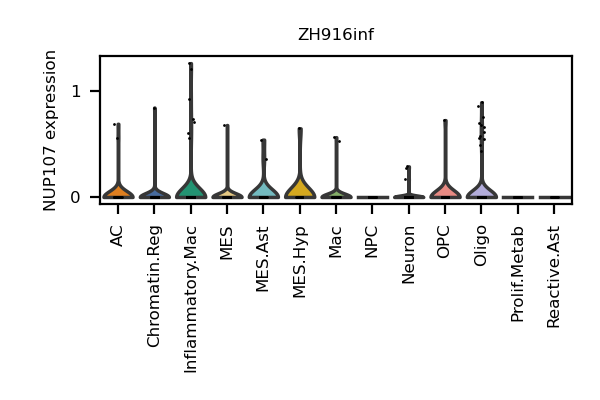 ZH916inf
NUP107 expression
1
0
AC
Chromatin.Reg
Inflammatory.Mac
MES
MES.Ast
MES.Hyp
Mac
NPC
Neuron
OPC
Oligo
Prolif.Metab
Reactive.Ast